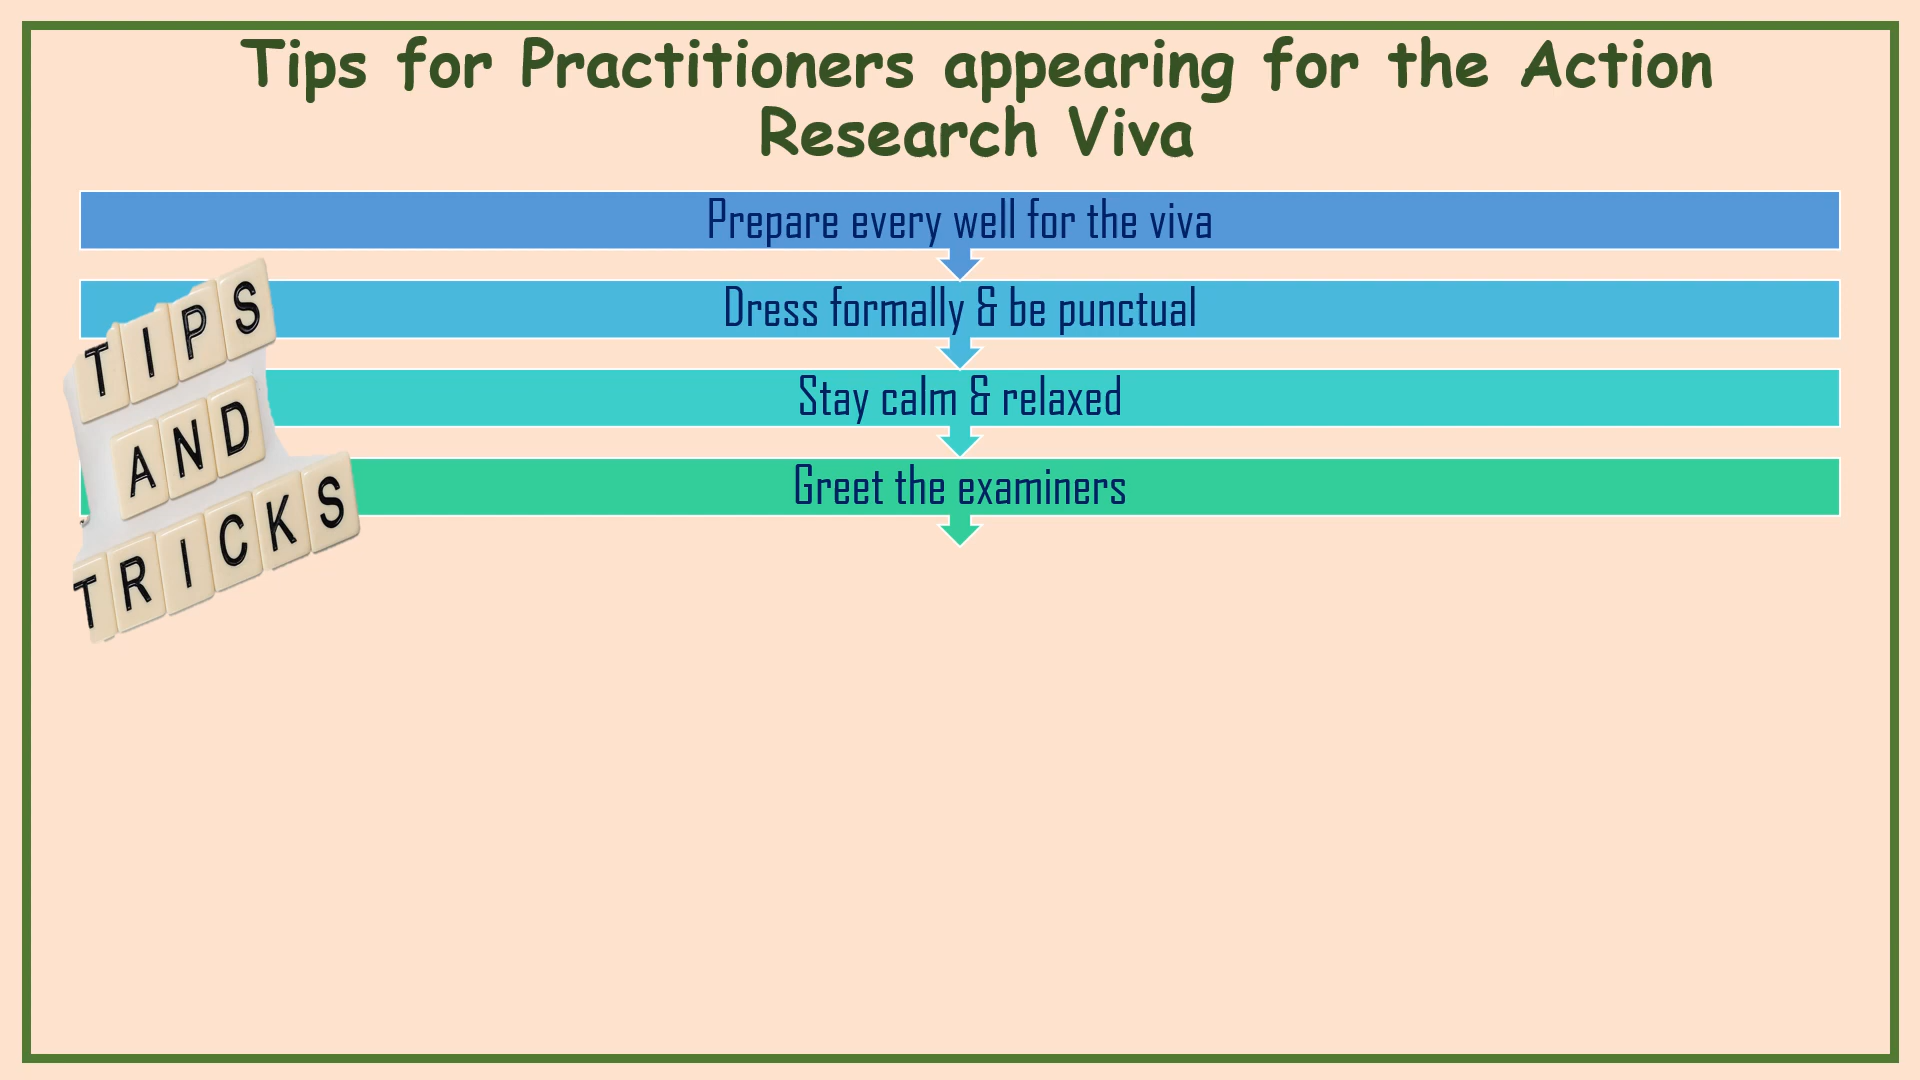 Tips for Practitioners appearing for the Action
Research Viva
Prepare every well for the viva
Dress formally & be punctual
Stay calm & relaxed
Greet the examiners
TIPS
AND
TRICKS